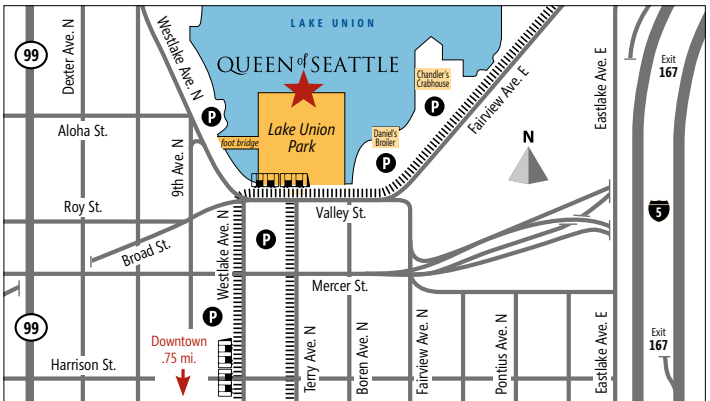 LAKE UNION
QUEEN of SEATTLE
99
Dexter Ave. N
Westlake Ave. N
Chandler's
Crabhouse
P
Fairview Ave. E
Eastlake Ave. E
Exit
167
P
Aloha St.
foot bridge
Lake Union
Park
Daniel's
Broiler
P
N
9th Ave. N
Roy St.
Valley St.
5
Broad St.
Westlake Ave. N
P
Mercer St.
99
P
Downtown
.75 mi.
Harrison St.
Terry Ave. N
Boren Ave. N
Fairview Ave. N
Pontius Ave. N
Eastlake Ave. E
Exit
167